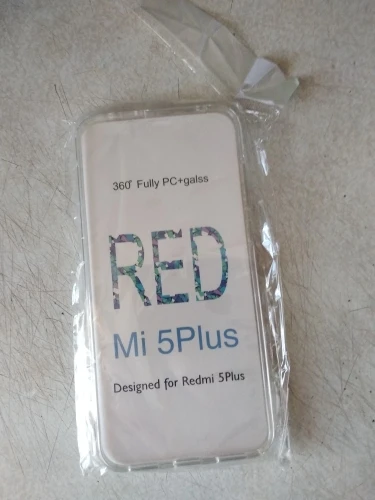 360° Fully PC+galss
RED
Mi 5Plus
Designed for Redmi 5Plus